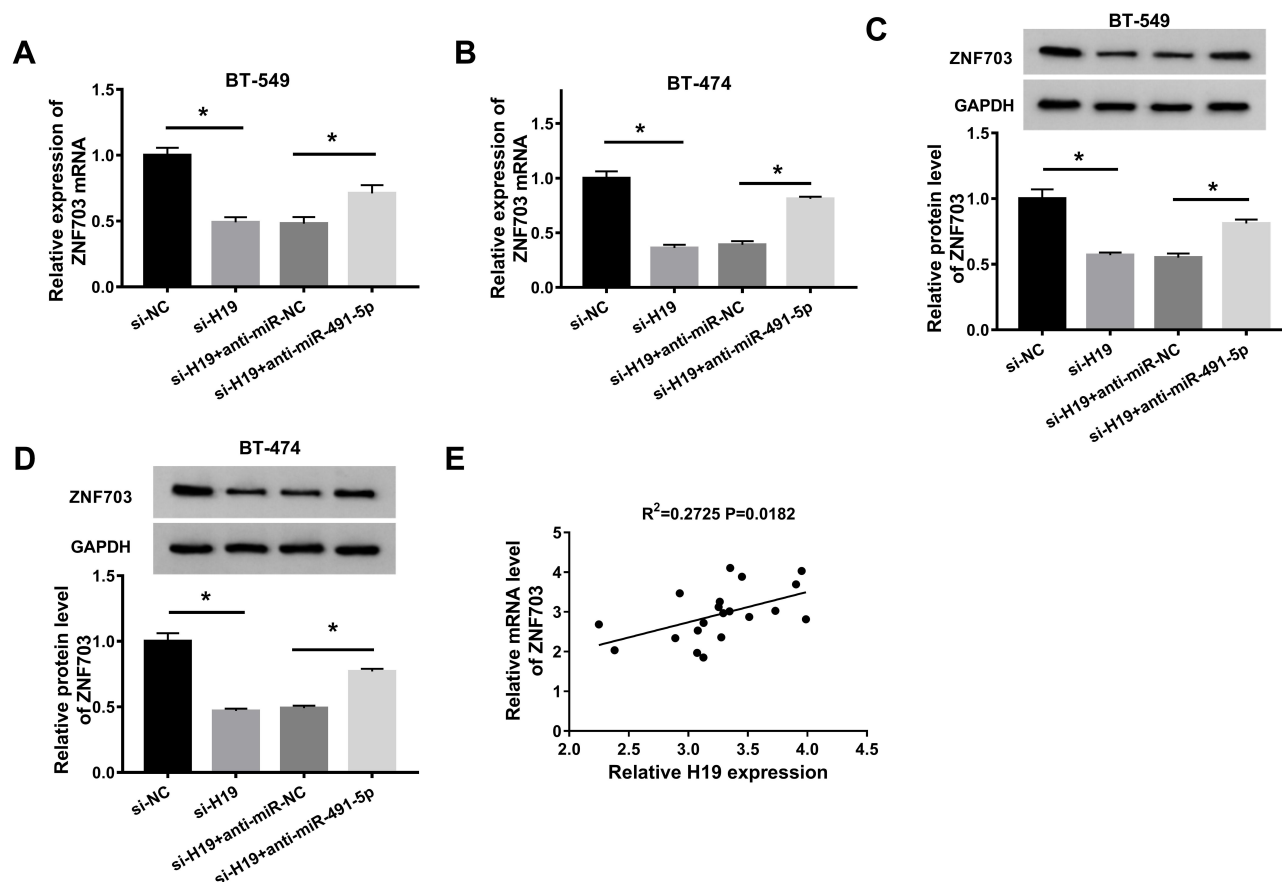 A
BT-549
Relative expression of
ZNF703 mRNA
1.5
1.0
0.5
0.0
*
*
si-NC
si-H19
si-H19+anti-miR-NC
si-H19+anti-miR-491-5p
B
BT-474
Relative expression of
ZNF703 mRNA
1.5
1.0
0.5
0.0
*
*
si-NC
si-H19
si-H19+anti-miR-NC
si-H19+anti-miR-491-5p
C
BT-549
ZNF703
GAPDH
Relative protein level
of ZNF703
1.5
1.0
0.5
0.0
*
*
si-NC
si-H19
si-H19+anti-miR-NC
si-H19+anti-miR-491-5p
D
BT-474
ZNF703
GAPDH
Relative protein level
of ZNF703
1.5
1.0
0.5
0.0
*
*
si-NC
si-H19
si-H19+anti-miR-NC
si-H19+anti-miR-491-5p
E
R²=0.2725 P=0.0182
Relative mRNA level
of ZNF703
5
4
3
2
1
0
2.0 2.5 3.0 3.5 4.0 4.5
Relative H19 expression